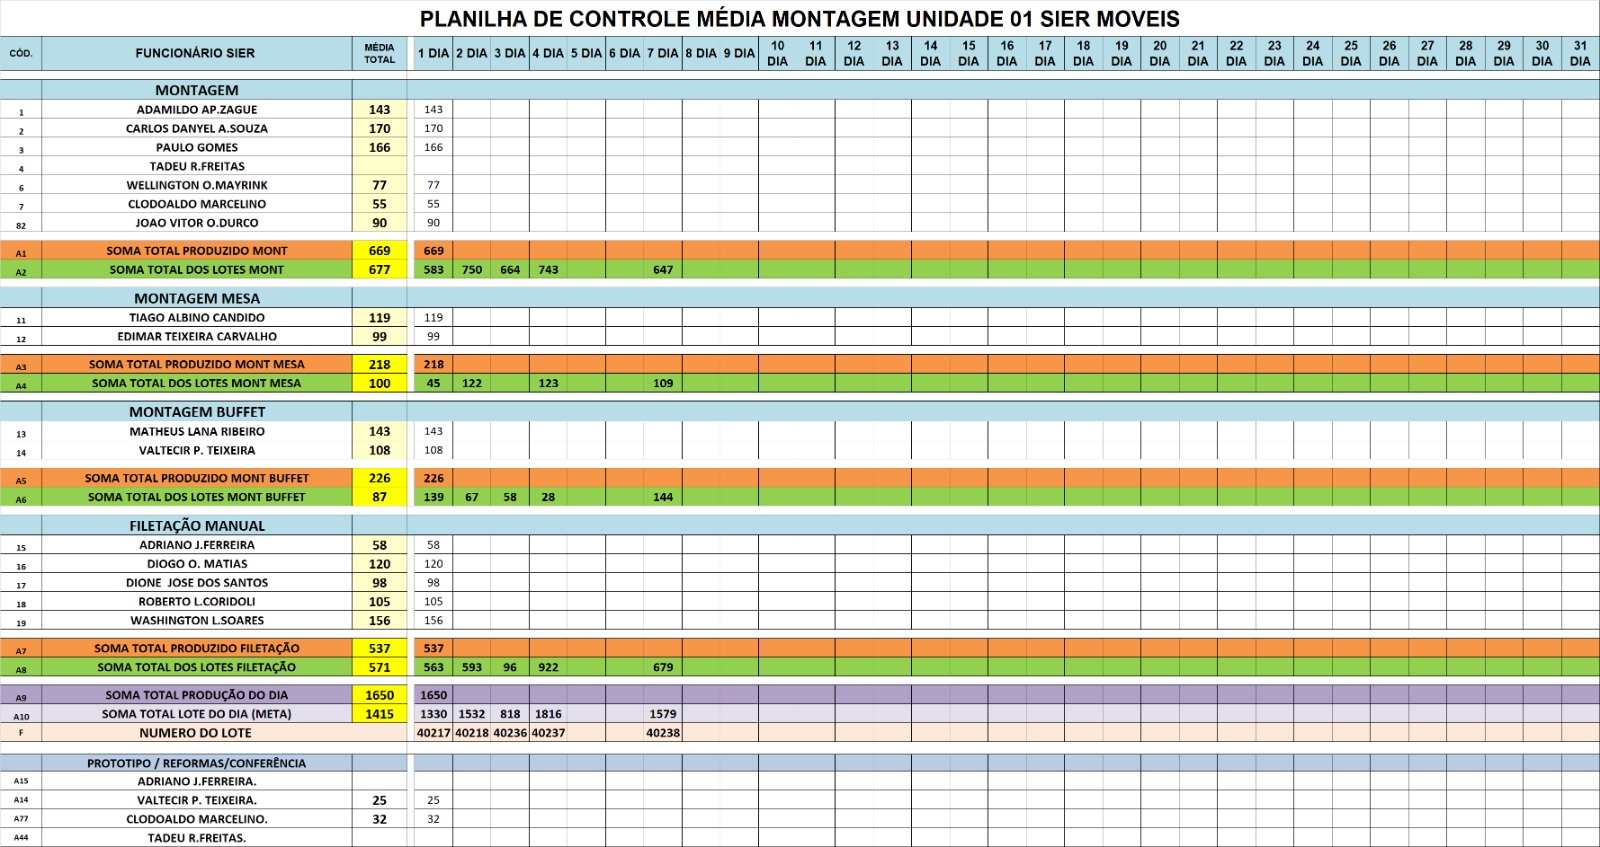 PLANILHA DE CONTROLE MÉDIA MONTAGEM UNIDADE 01 SIER MOVEIS
CÓD. FUNCIONÁRIO SIER MÉDIA TOTAL 1 DIA 2 DIA 3 DIA 4 DIA 5 DIA 6 DIA 7 DIA 8 DIA 9 DIA 10 DIA 11 DIA 12 DIA 13 DIA 14 DIA 15 DIA 16 DIA 17 DIA 18 DIA 19 DIA 20 DIA 21 DIA 22 DIA 23 DIA 24 DIA 25 DIA 26 DIA 27 DIA 28 DIA 29 DIA 30 DIA 31 DIA
MONTAGEM
1 ADAMILDO AP.ZAGUE 143 143
2 CARLOS DANYEL A.SOUZA 170 170
3 PAULO GOMES 166 166
4 TADEU R.FREITAS
6 WELLINGTON O.MAYRINK 77 77
7 CLODOALDO MARCELINO 55 55
82 JOAO VITOR O.DURCO 90 90
A1 SOMA TOTAL PRODUZIDO MONT 669 669
A2 SOMA TOTAL DOS LOTES MONT 677 583 750 664 743 647
MONTAGEM MESA
11 TIAGO ALBINO CANDIDO 119 119
12 EDIMAR TEIXEIRA CARVALHO 99 99
A3 SOMA TOTAL PRODUZIDO MONT MESA 218 218
A4 SOMA TOTAL DOS LOTES MONT MESA 100 45 122 123 109
MONTAGEM BUFFET
13 MATHEUS LANA RIBEIRO 143 143
14 VALTECIR P. TEIXEIRA 108 108
A5 SOMA TOTAL PRODUZIDO MONT BUFFET 226 226
A6 SOMA TOTAL DOS LOTES MONT BUFFET 87 139 67 58 28 144
FILETAÇÃO MANUAL
15 ADRIANO J.FERREIRA 58 58
16 DIOGO O. MATIAS 120 120
17 DIONE JOSE DOS SANTOS 98 98
18 ROBERTO L.CORIDOLI 105 105
19 WASHINGTON L.SOARES 156 156
A7 SOMA TOTAL PRODUZIDO FILETAÇÃO 537 537
A8 SOMA TOTAL DOS LOTES FILETAÇÃO 571 563 593 96 922 679
A9 SOMA TOTAL PRODUÇÃO DO DIA 1650 1650
A10 SOMA TOTAL LOTE DO DIA (META) 1415 1330 1532 818 1816 1579
F NUMERO DO LOTE 40217 40218 40236 40237 40238
PROTOTIPO / REFORMAS/CONFERÊNCIA
A15 ADRIANO J.FERREIRA.
A14 VALTECIR P. TEIXEIRA. 25 25
A77 CLODOALDO MARCELINO. 32 32
A44 TADEU R.FREITAS.